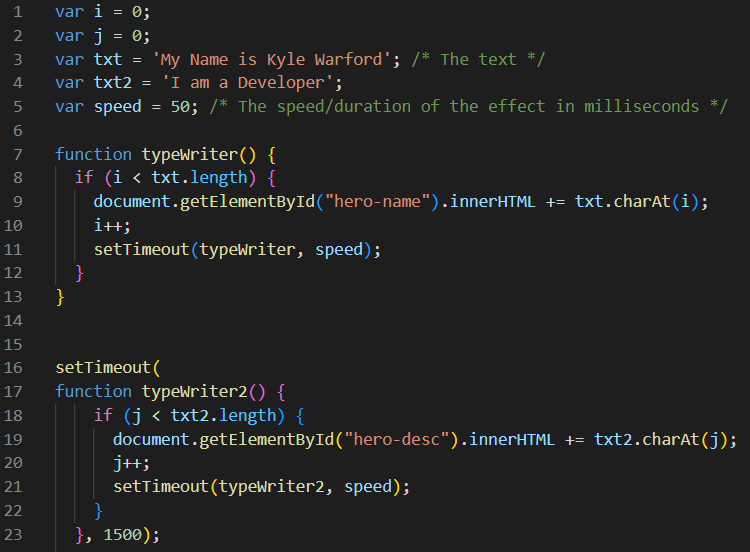 1 var i = 0;
2 var j = 0;
3 var txt = 'My Name is Kyle Warford'; /* The text */
4 var txt2 = 'I am a Developer';
5 var speed = 50; /* The speed/duration of the effect in milliseconds */
6
7 function typeWriter() {
8   if (i < txt.length) {
9     document.getElementById("hero-name").innerHTML += txt.charAt(i);
10     i++;
11     setTimeout(typeWriter, speed);
12   }
13 }
14
15
16 setTimeout(
17 function typeWriter2() {
18     if (j < txt2.length) {
19       document.getElementById("hero-desc").innerHTML += txt2.charAt(j);
20       j++;
21       setTimeout(typeWriter2, speed);
22     }
23   }, 1500);